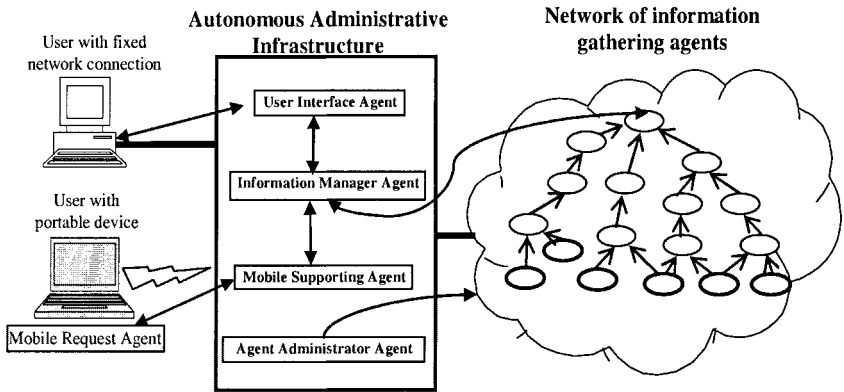 Autonomous Administrative
Infrastructure
Network of information
gathering agents
User with fixed
network connection
User Interface Agent
Information Manager Agent
User with
portable device
Mobile Supporting Agent
Mobile Request Agent
Agent Administrator Agent